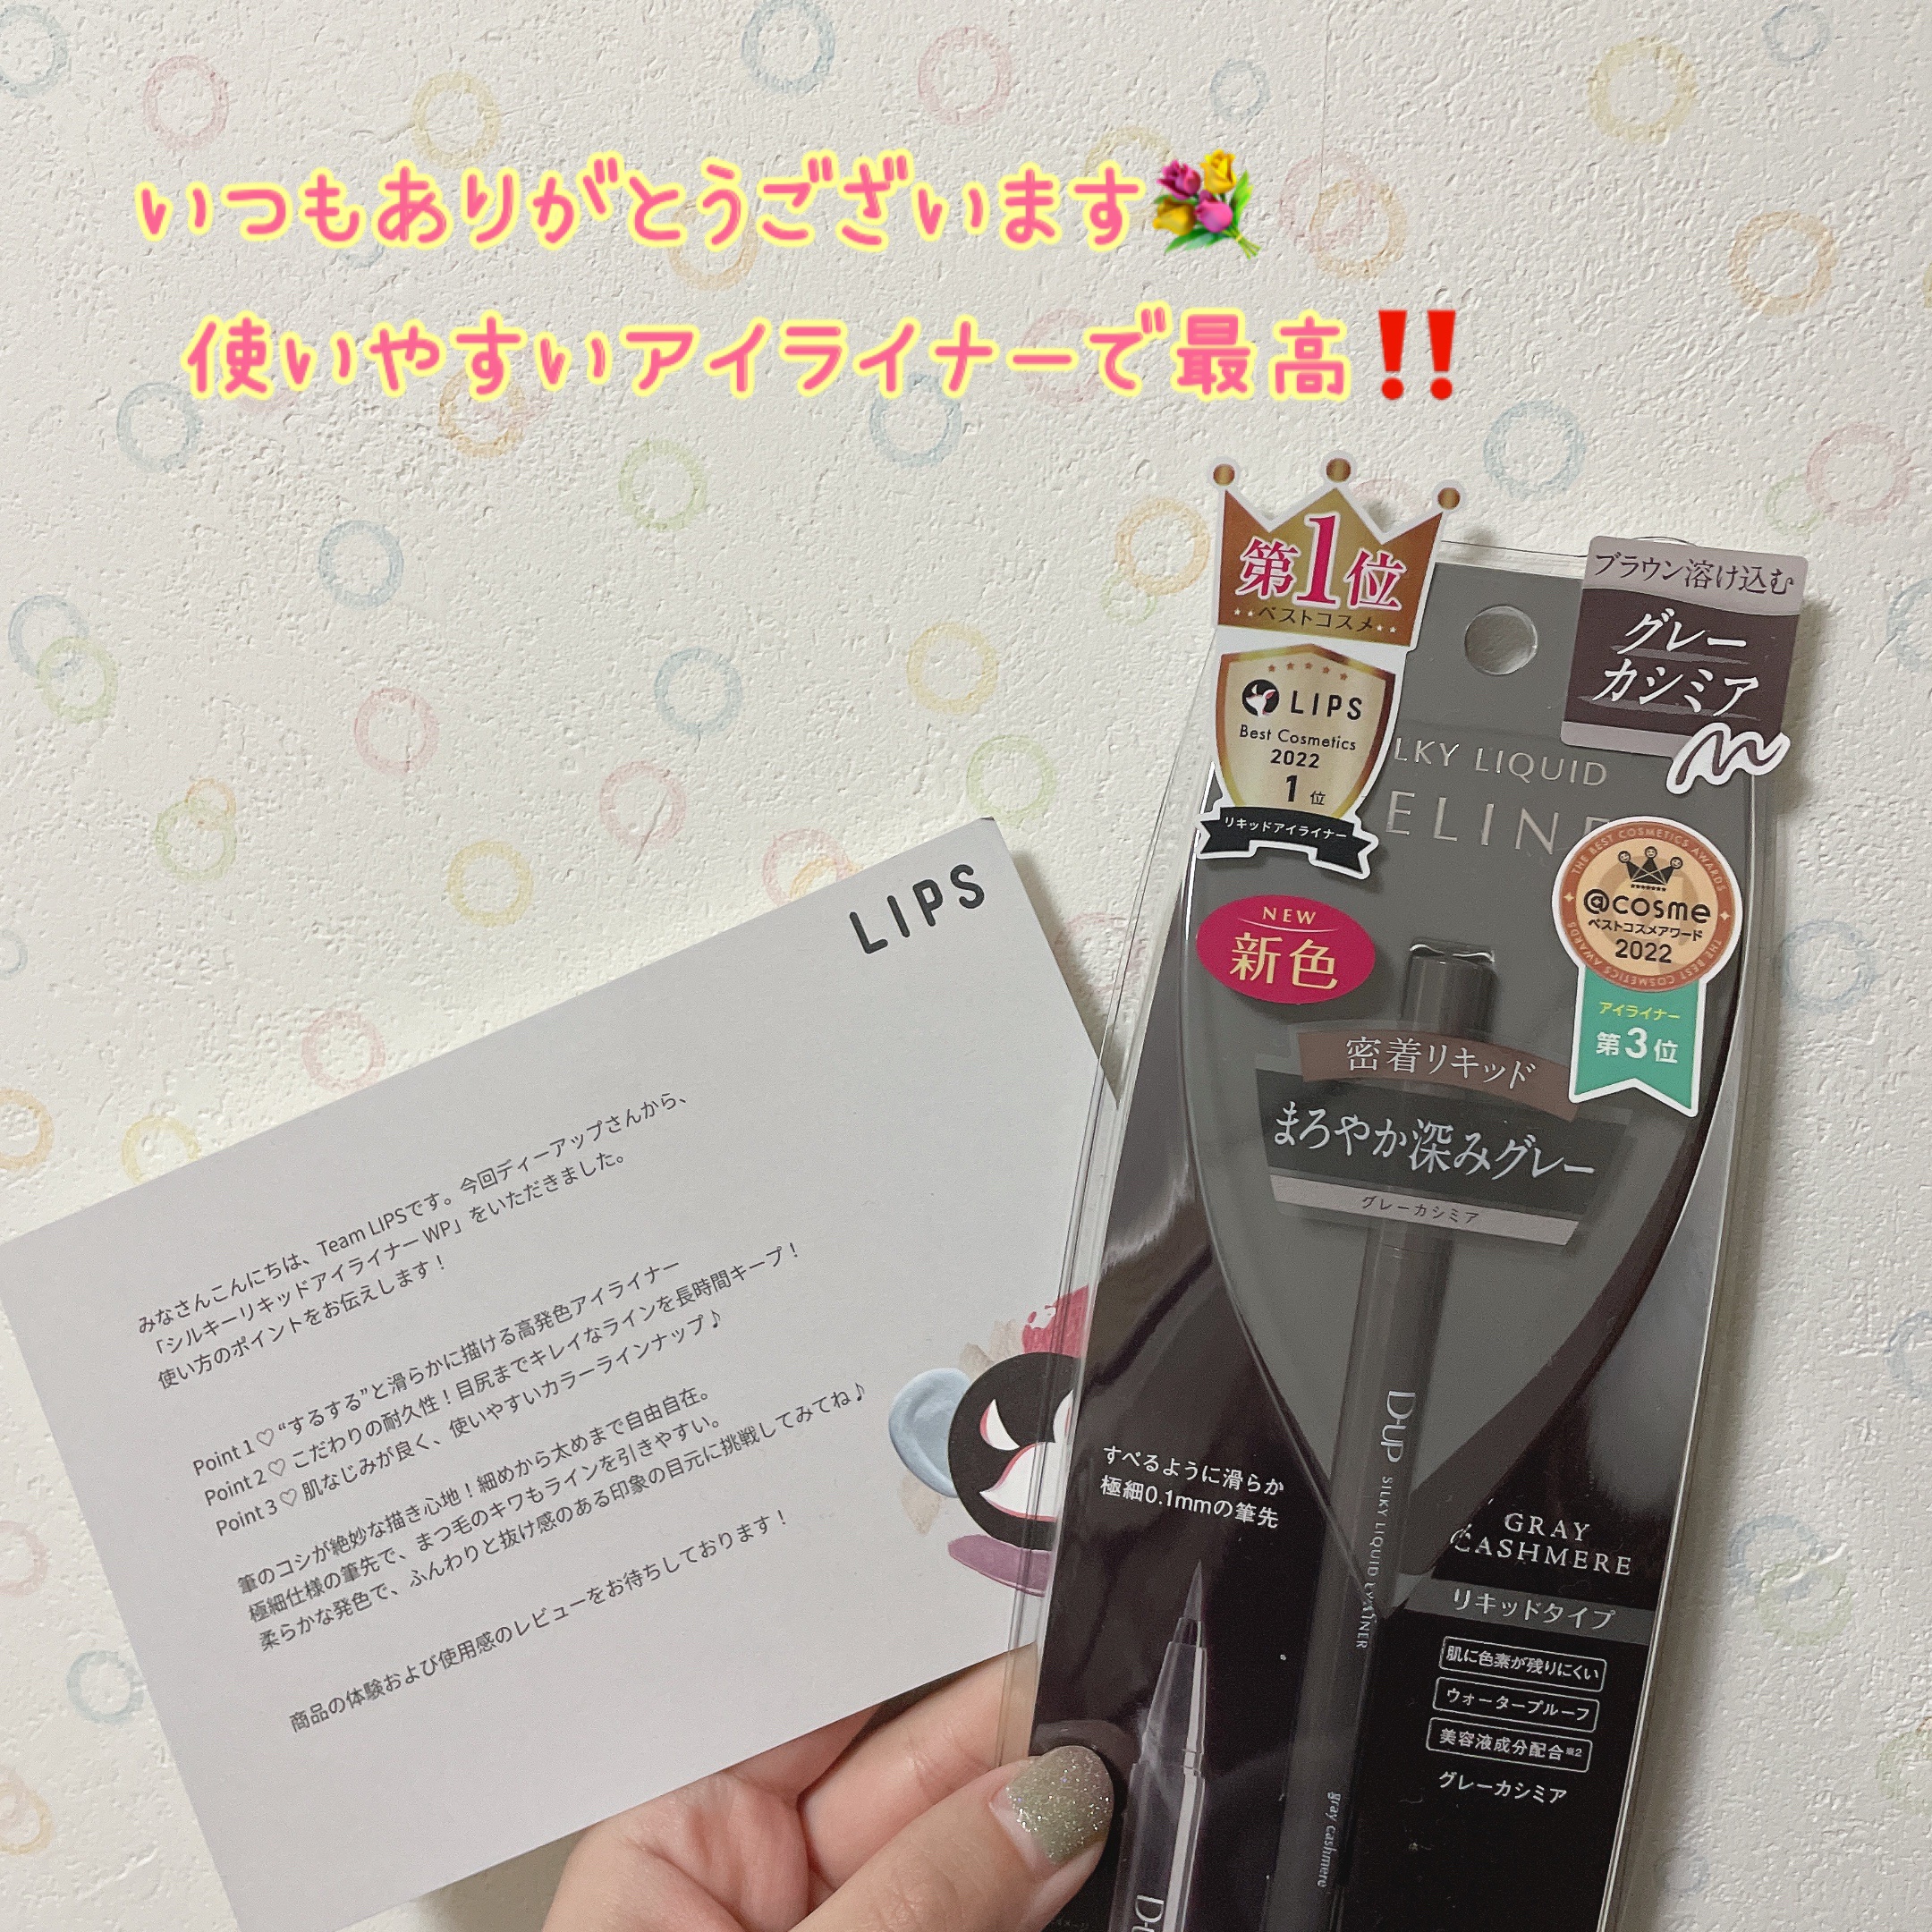 いつもありがとうございます💐
使いやすいアイライナーで最高‼️
第1位
ベストコスメ
LIPS
Best Cosmetics
2022
1位
リキッドアイライナー
ブラウン溶け込む
グレー
カシミア
LKY LIQUID
ELINE
NEW
新色
THE BEST COSMETICS AWARDS
@cosme
ベストコスメアワード
2022
THE BEST COSMETICS AWARDS
アイライナー
第3位
密着リキッド
まろやか深みグレー
グレーカシミア
LIPS
みなさんこんにちは、Team LIPSです。今回ディーアップさんから、
「シルキーリキッドアイライナー WP」をいただきました。
使い方のポイントをお伝えします！
Point 1♡“するする”と滑らかに描ける高発色アイライナー
Point 2♡ こだわりの耐久性！目尻までキレイなラインを長時間キープ！
Point 3♡ 肌なじみが良く、使いやすいカラーラインナップ♪
筆のコシが絶妙な描き心地！細めから太めまで自由自在。
極細仕様の筆先で、まつ毛のキワもラインを引きやすい。
柔らかな発色で、ふんわりと抜け感のある印象の目元に挑戦してみてね♪
商品の体験および使用感のレビューをお待ちしております！
すべるように滑らか
極細0.1mmの筆先
D-UP SILKY LIQUID EYELINER
gray cashmere
GRAY
CASHMERE
リキッドタイプ
肌に色素が残りにくい
ウォータープルーフ
美容液成分配合※2
グレーカシミア